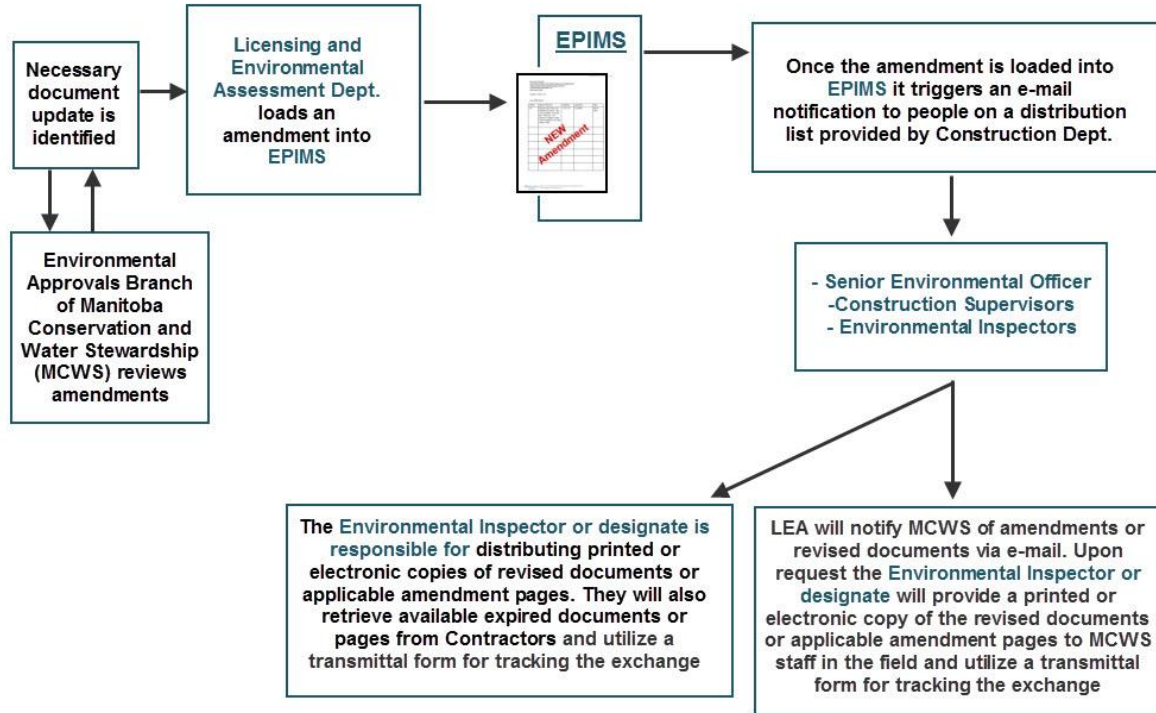 Necessary
document
update is
identified
Environmental
Approvals Branch
of Manitoba
Conservation and
Water Stewardship
(MCWS) reviews
amendments
Licensing and
Environmental
Assessment Dept.
loads an
amendment into
EPIMS
EPIMS
NEW
Amendment
Once the amendment is loaded into
EPIMS it triggers an e-mail
notification to people on a distribution
list provided by Construction Dept.
- Senior Environmental Officer
-Construction Supervisors
- Environmental Inspectors
The Environmental Inspector or designate is
responsible for distributing printed or
electronic copies of revised documents or
applicable amendment pages. They will also
retrieve available expired documents or
pages from Contractors and utilize a
transmittal form for tracking the exchange
LEA will notify MCWS of amendments or
revised documents via e-mail. Upon
request the Environmental Inspector or
designate will provide a printed or
electronic copy of the revised documents
or applicable amendment pages to MCWS
staff in the field and utilize a transmittal
form for tracking the exchange